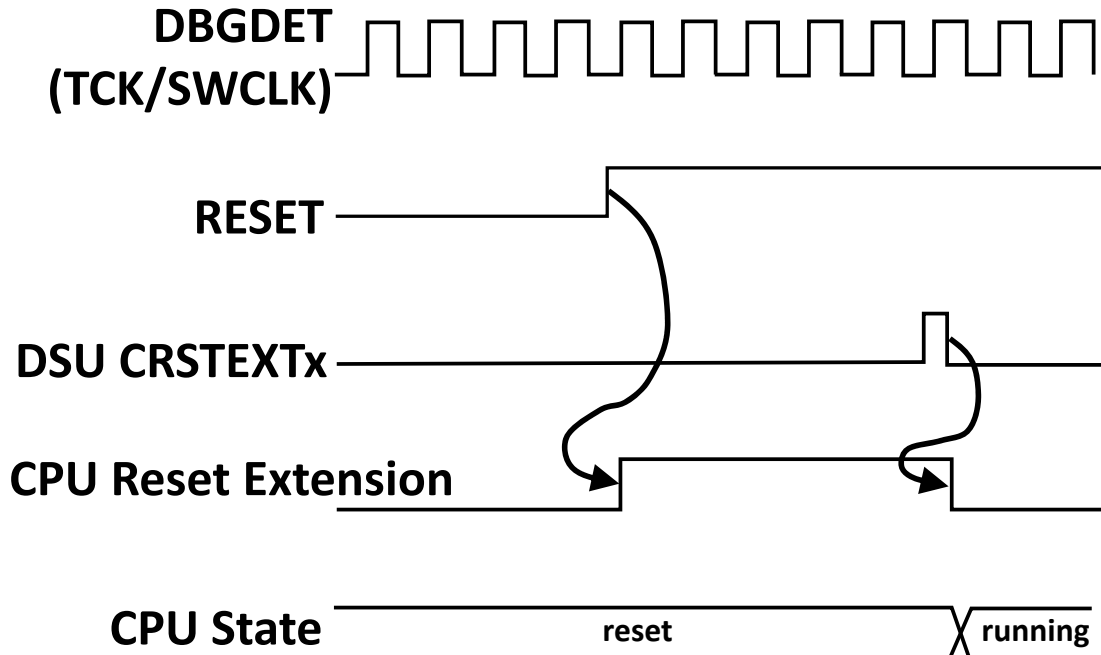 DBGDET
(TCK/SWCLK)
RESET
DSU CRSTEXTx
CPU Reset Extension
CPU State
reset
running